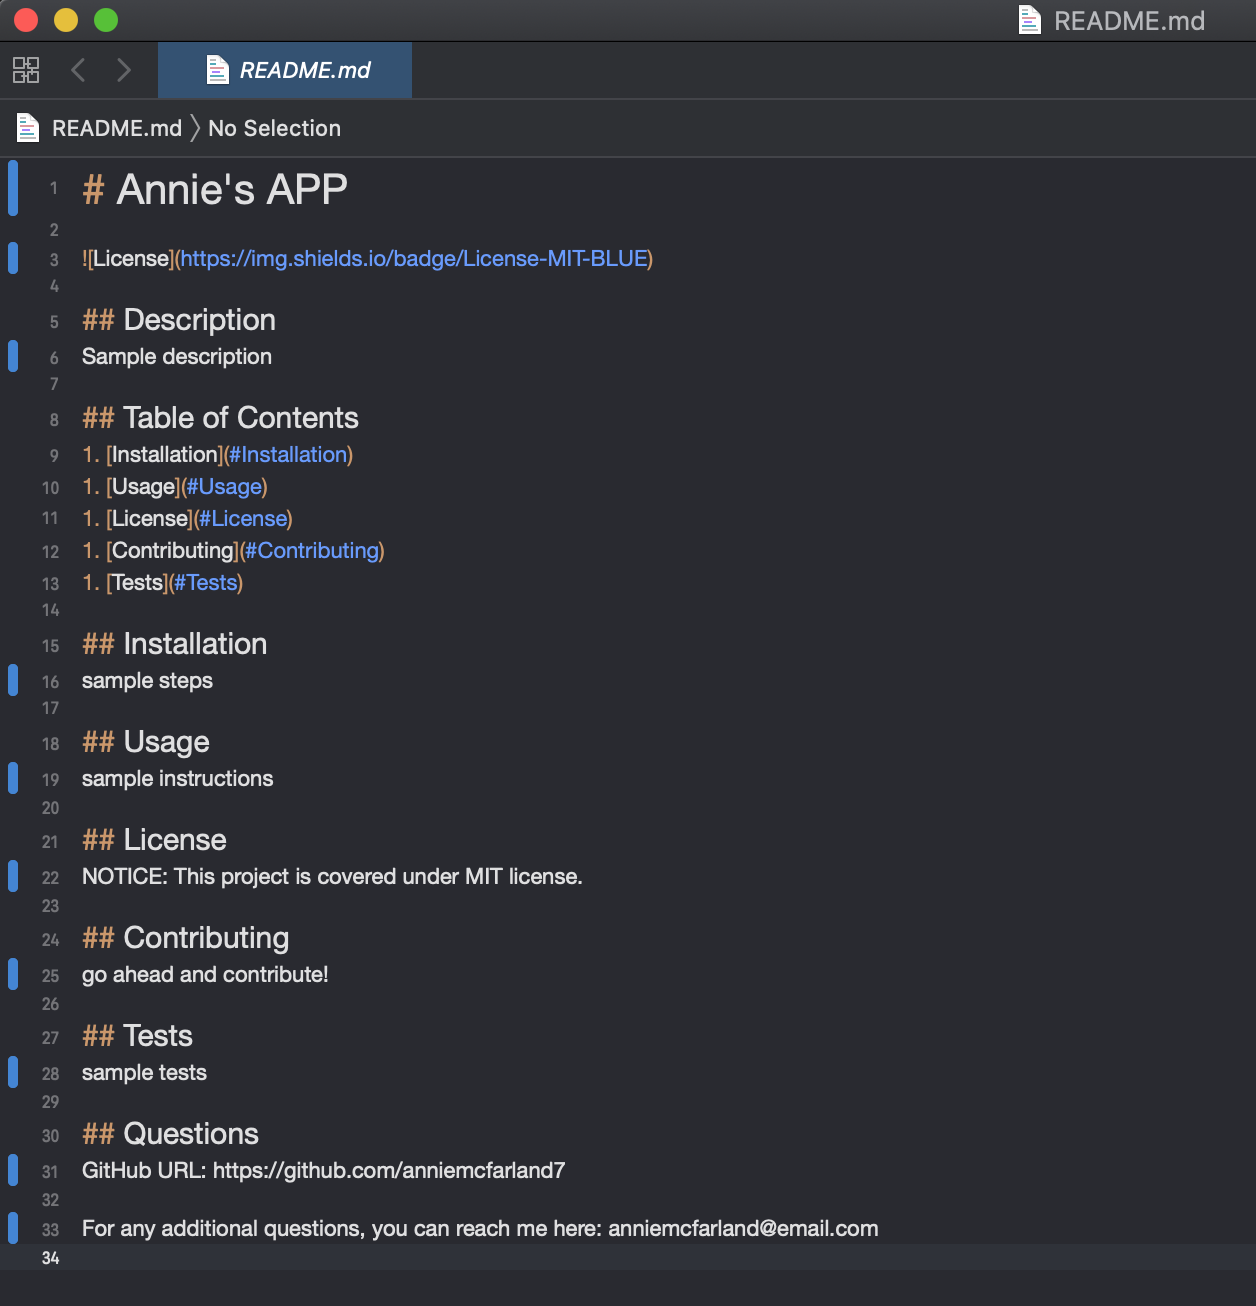 README.md
README.md
README.md No Selection
1 # Annie's APP
2
3 ![License](https://img.shields.io/badge/License-MIT-BLUE)
4
5 ## Description
6 Sample description
7
8 ## Table of Contents
9 1. [Installation](#Installation)
10 1. [Usage](#Usage)
11 1. [License](#License)
12 1. [Contributing](#Contributing)
13 1. [Tests](#Tests)
14
15 ## Installation
16 sample steps
17
18 ## Usage
19 sample instructions
20
21 ## License
22 NOTICE: This project is covered under MIT license.
23
24 ## Contributing
25 go ahead and contribute!
26
27 ## Tests
28 sample tests
29
30 ## Questions
31 GitHub URL: https://github.com/anniemcfarland7
32
33 For any additional questions, you can reach me here: anniemcfarland@email.com
34